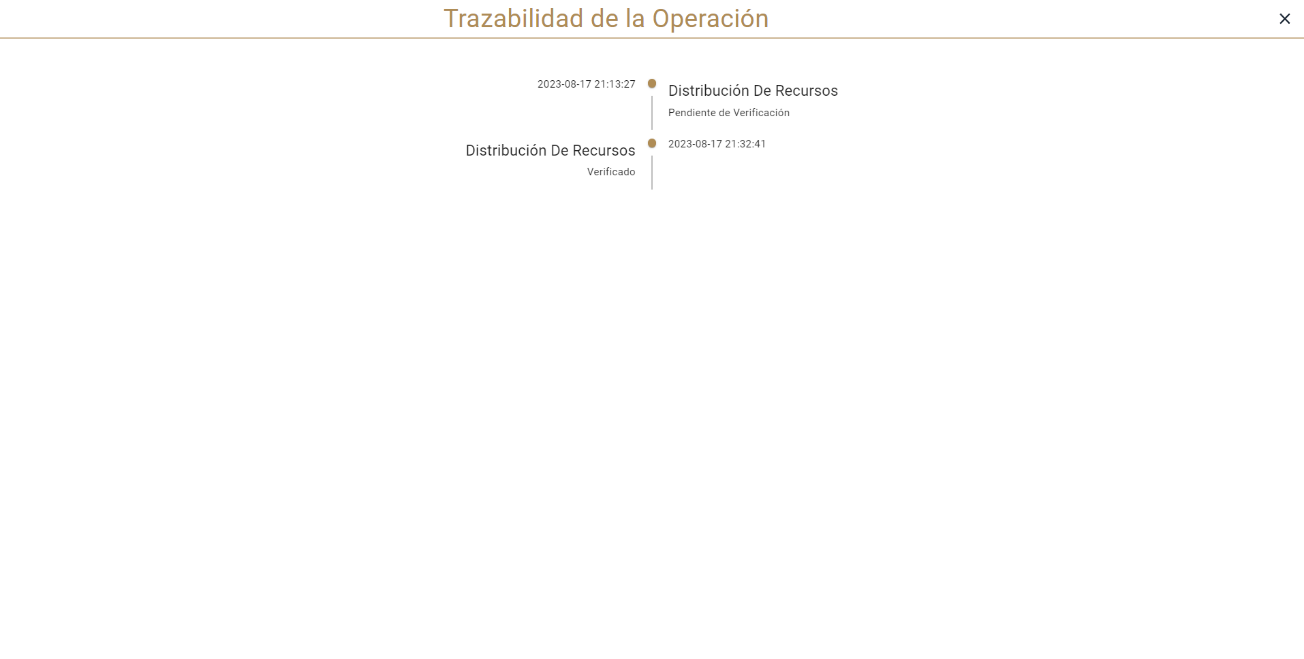 Trazabilidad de la Operación
2023-08-17 21:13:27
Distribución De Recursos
Pendiente de Verificación
2023-08-17 21:32:41
Distribución De Recursos
Verificado